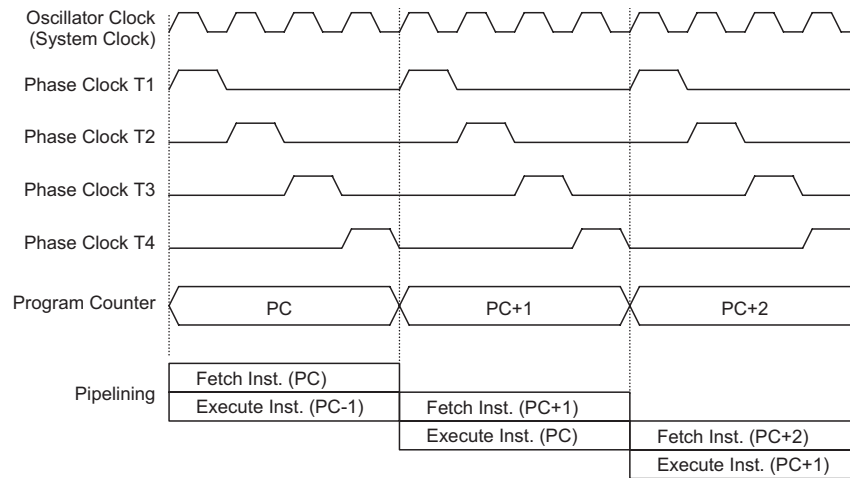 Oscillator Clock
(System Clock)
Phase Clock T1
Phase Clock T2
Phase Clock T3
Phase Clock T4
Program Counter
PC
PC+1
PC+2
Pipelining
Fetch Inst. (PC)
Execute Inst. (PC-1)
Fetch Inst. (PC+1)
Execute Inst. (PC)
Fetch Inst. (PC+2)
Execute Inst. (PC+1)